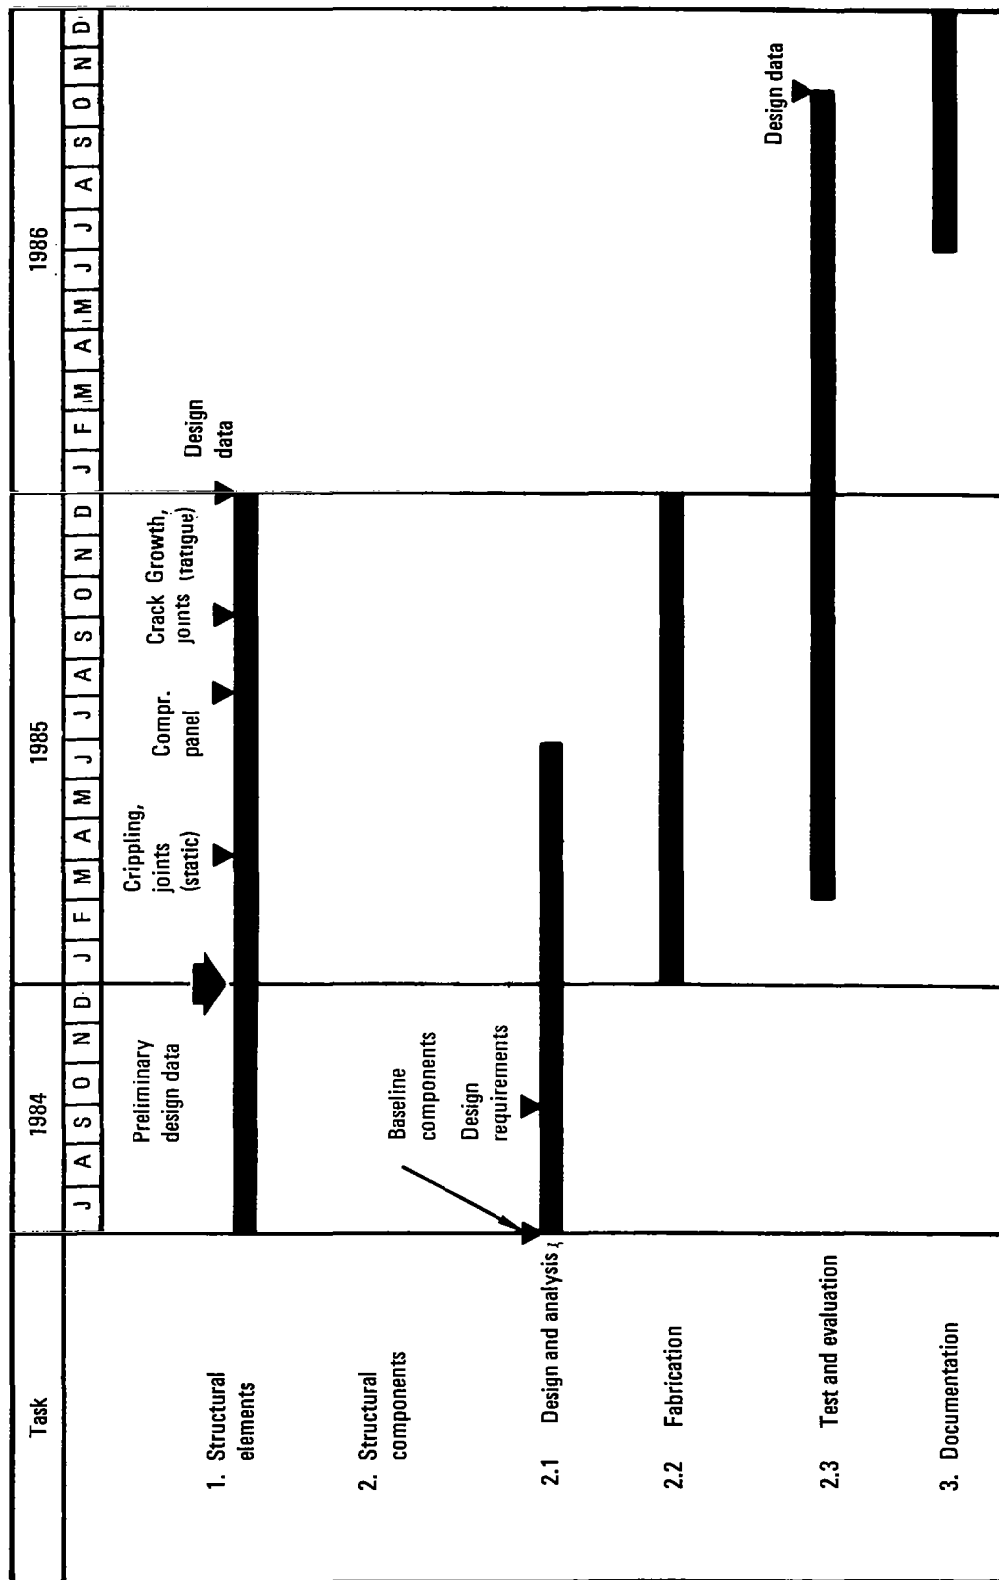 Task
1984
1985
1986
J A S O N D J F M A M J J A S O N D J F M A M J J A S O N D
1. Structural
elements
Preliminary
design data
Crippling,
joints
(static)
Compr.
panel
Crack Growth,
joints (fatigue)
Design
data
2. Structural
components
Baseline
components
Design
requirements
2.1 Design and analysis
2.2 Fabrication
2.3 Test and evaluation
Design data
3. Documentation